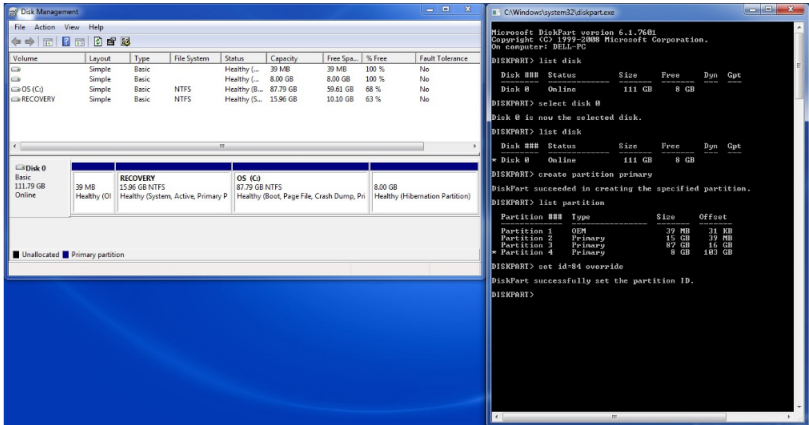 Disk Management
File Action View Help
Volume Layout Type File System Status Capacity Free Spa... % Free Fault Tolerance
Simple Basic Healthy (... 39 MB 39 MB 100 % No
Simple Basic Healthy (... 8.00 GB 8.00 GB 100 % No
OS (C:) Simple Basic NTFS Healthy (B... 87.79 GB 59.61 GB 68 % No
RECOVERY Simple Basic NTFS Healthy (S... 15.96 GB 10.10 GB 63 % No
Disk 0
Basic
111.79 GB
Online
39 MB
Healthy (OI
RECOVERY
15.96 GB NTFS
Healthy (System, Active, Primary P
OS (C:)
87.79 GB NTFS
Healthy (Boot, Page File, Crash Dump, Pri
8.00 GB
Healthy (Hibernation Partition)
Unallocated Primary partition
C:\Windows\system32\diskpart.exe
Microsoft DiskPart version 6.1.7601
Copyright (C) 1999-2008 Microsoft Corporation.
On computer: DELL-PC
DISKPART> list disk
Disk ### Status Size Free Dyn Gpt
Disk 0 Online 111 GB 8 GB
DISKPART> select disk 0
Disk 0 is now the selected disk.
DISKPART> list disk
Disk ### Status Size Free Dyn Gpt
* Disk 0 Online 111 GB 8 GB
DISKPART> create partition primary
DiskPart succeeded in creating the specified partition.
DISKPART> list partition
Partition ### Type Size Offset
Partition 1 OEM 39 MB 31 KB
Partition 2 Primary 15 GB 39 MB
Partition 3 Primary 87 GB 16 GB
* Partition 4 Primary 8 GB 103 GB
DISKPART> set id=84 override
DiskPart successfully set the partition ID.
DISKPART>